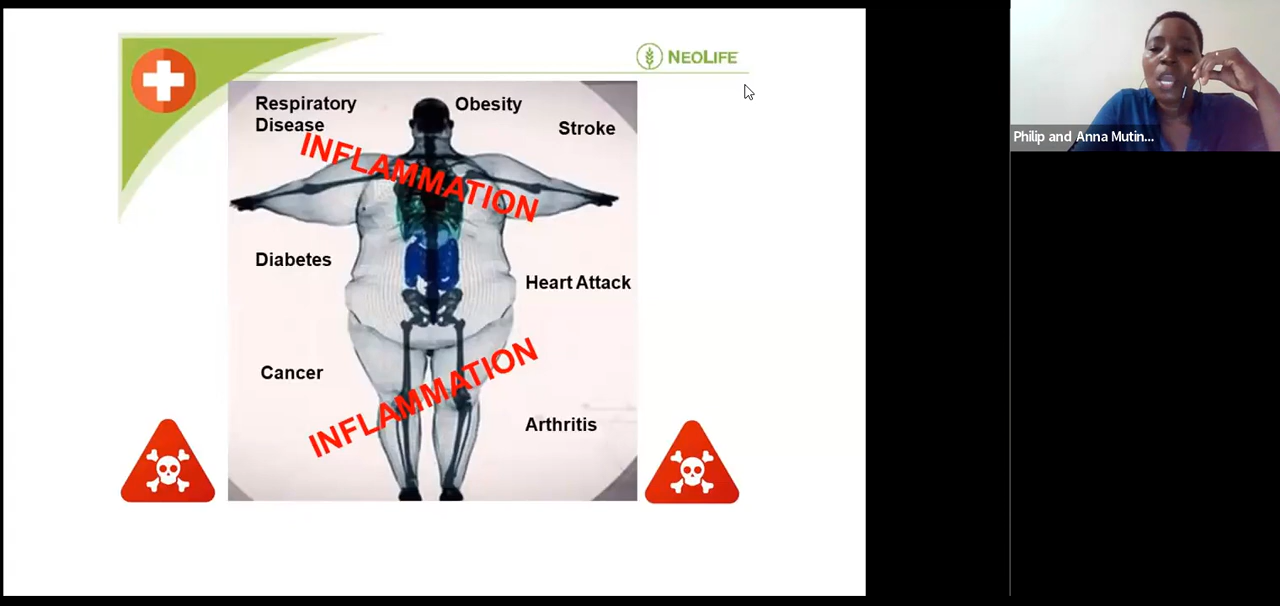 NEOLIFE
Respiratory
Disease
Obesity
Stroke
INFLAMMATION
Diabetes
Heart Attack
Cancer
INFLAMMATION
Arthritis
Philip and Anna Mutin...